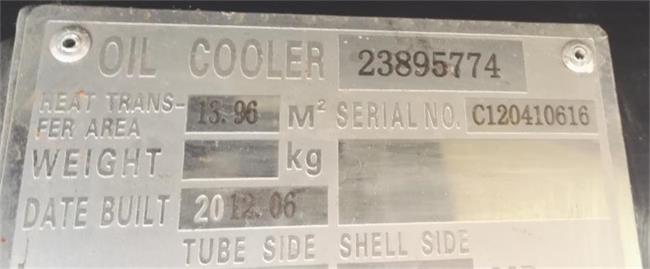 OIL COOLER 23895774
HEAT TRANS-
FER AREA 13.96 M² SERIAL NO. C120410616
WEIGHT kg
DATE BUILT 2012.06
TUBE SIDE SHELL SIDE